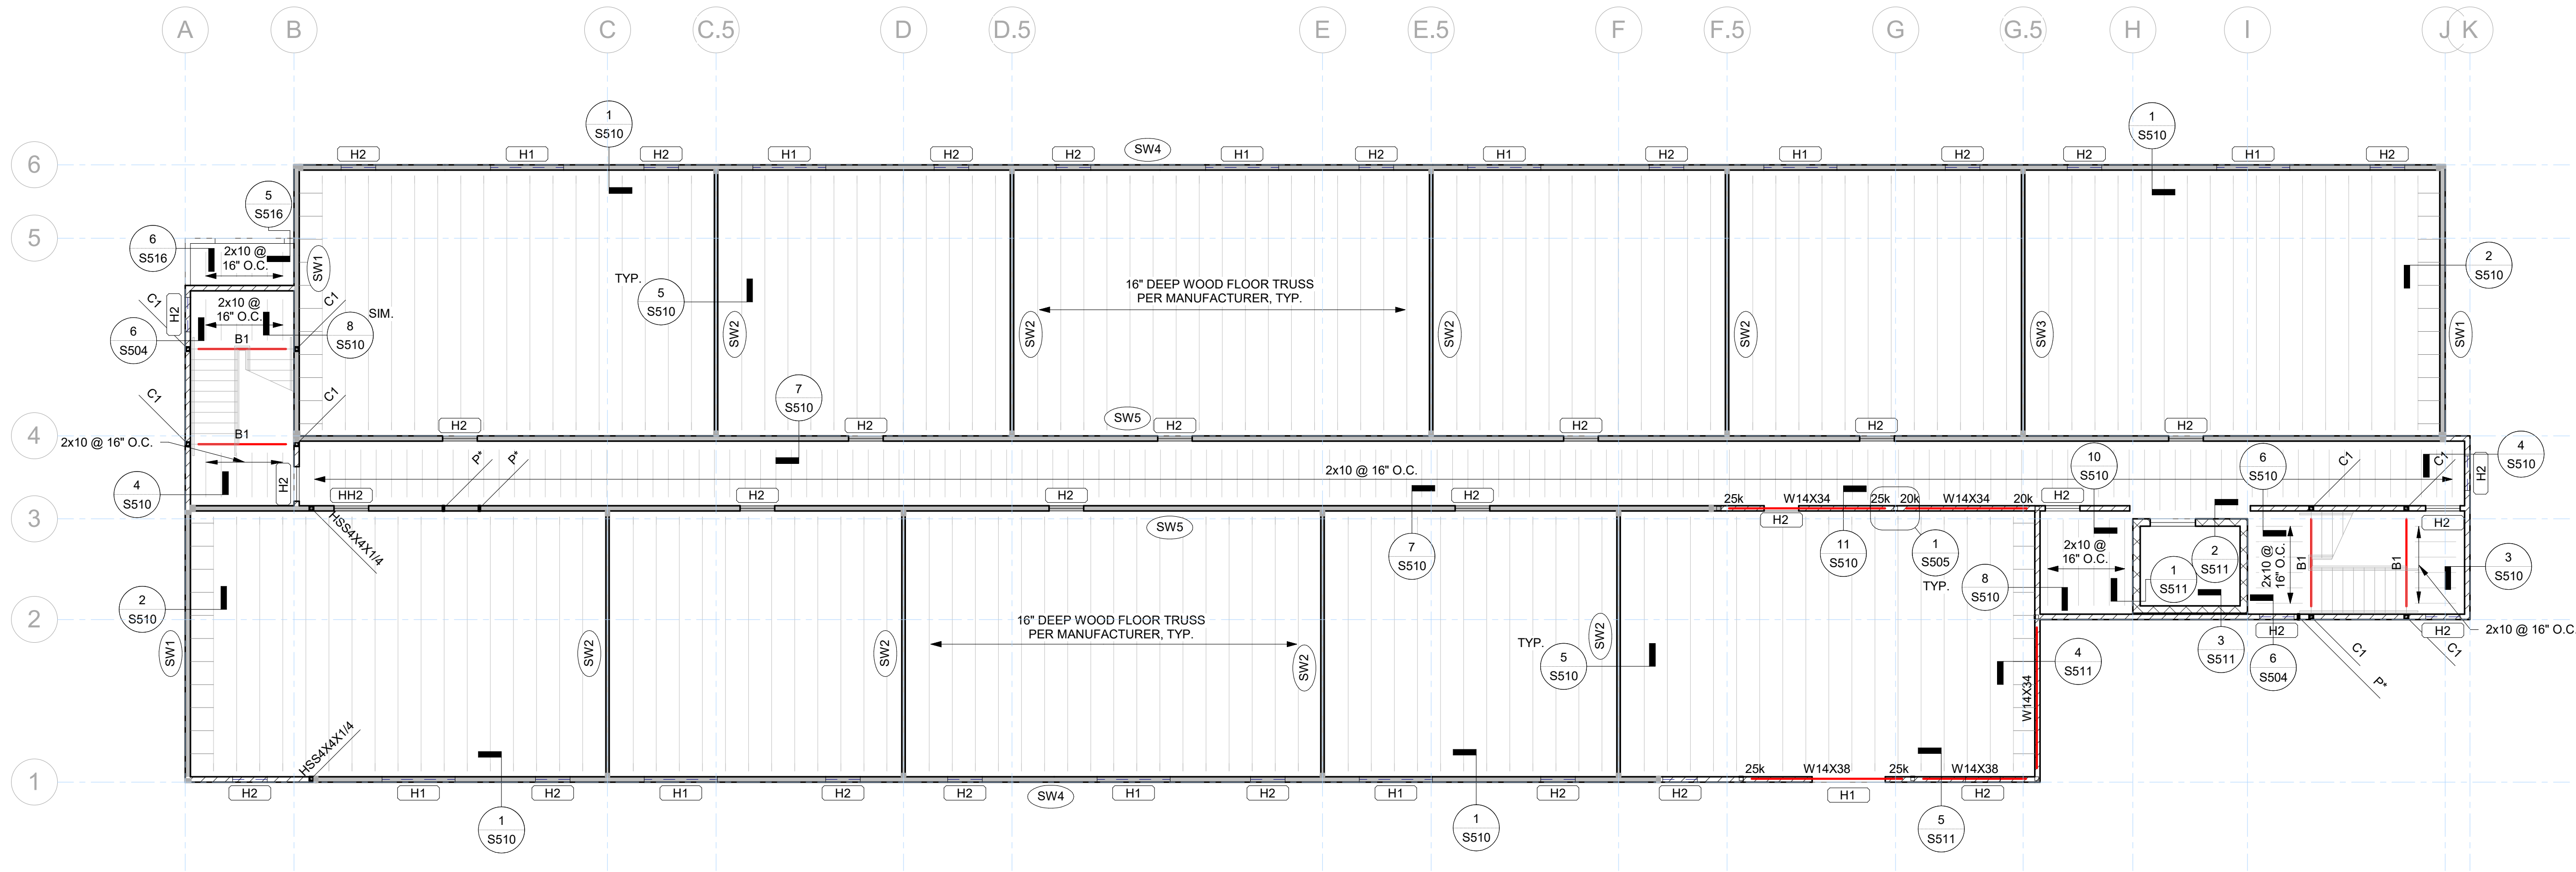 A B C C.5 D D.5 E E.5 F F.5 G G.5 H I J K
1
S510
1
S510
6
H2 H1 H2 H1 H2 H2 SW4 H1 H2 H1 H2 H1 H2 H2 H1 H2
5
S516
5
6
S516
2x10 @
16" O.C.
SW1
TYP.
5
S510
16" DEEP WOOD FLOOR TRUSS
PER MANUFACTURER, TYP.
2
S510
C1
H2
2x10 @
16" O.C.
C1
SIM.
6
S504
8
S510
B1
SW2 SW2 SW2 SW2 SW3 SW1
C1
C1
7
S510
SW5
H2 H2 H2 H2 H2 H2
4
B1
2x10 @ 16" O.C.
P* P*
2x10 @ 16" O.C.
10
S510
6
S510
C1 C1
4
S510
H2
4
S510
H2
HH2 H2 H2 H2
25k W14X34 25k 20k W14X34 20k
H2
H2
H2
3
HSS4X4X1/4
SW5
7
S510
11
S510
1
S505
2x10 @
16" O.C.
2
S511
1
S511
2x10 @
16" O.C.
B1 B1
3
S510
2
S510
8
S510
TYP.
2
16" DEEP WOOD FLOOR TRUSS
PER MANUFACTURER, TYP.
SW1 SW2 SW2 SW2 SW2
TYP.
5
S510
4
S511
3
S511
6
S504
H2 H2
2x10 @ 16" O.C.
C1 C1
P*
W14X34
HSS4X4X1/4
25k W14X38 25k W14X38
1
H2 H1 H2 H1 H2 H2 SW4 H1 H2 H1 H2 H2 H1 H2
1
S510
1
S510
5
S511